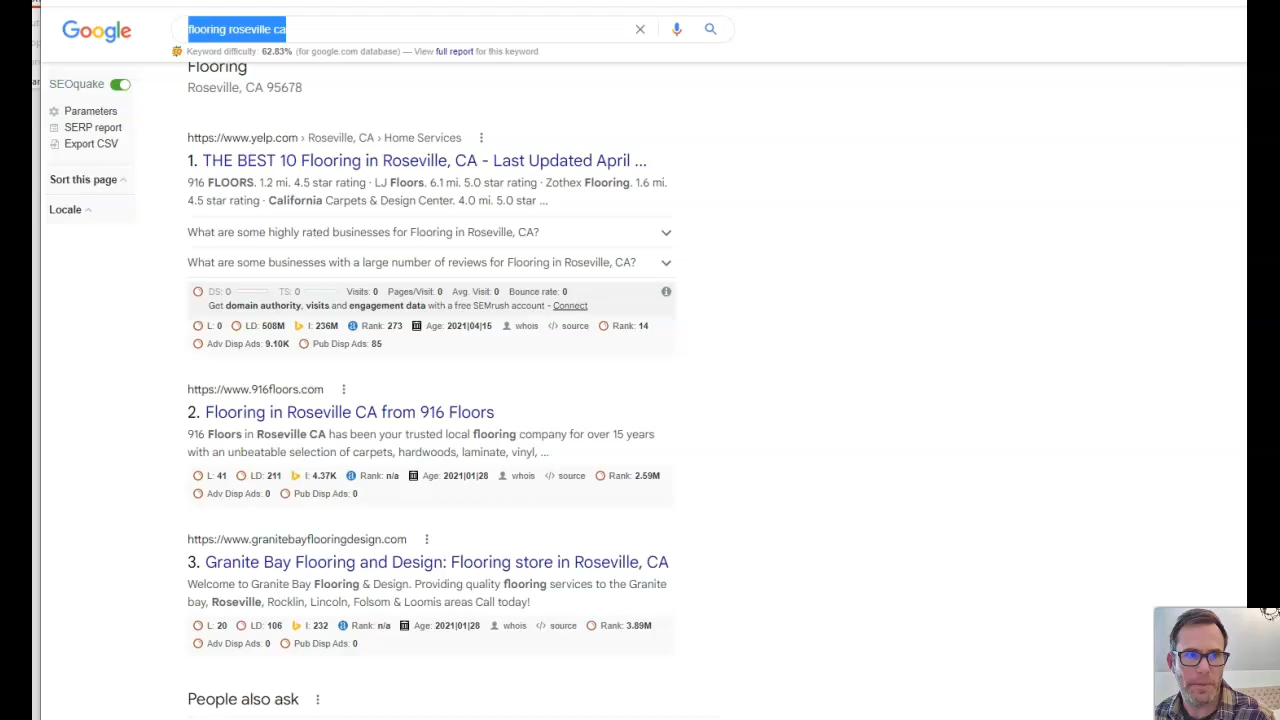 Google
flooring roseville ca
Keyword difficulty: 62.83% (for google.com database) — View full report for this keyword
Flooring
Roseville, CA 95678
SEOquake
Parameters
SERP report
Export CSV
Sort this page
Locale
https://www.yelp.com › Roseville, CA › Home Services
1. THE BEST 10 Flooring in Roseville, CA - Last Updated April ...
916 FLOORS. 1.2 mi. 4.5 star rating · LJ Floors. 6.1 mi. 5.0 star rating · Zothex Flooring. 1.6 mi.
4.5 star rating · California Carpets & Design Center. 4.0 mi. 5.0 star ...
What are some highly rated businesses for Flooring in Roseville, CA?
What are some businesses with a large number of reviews for Flooring in Roseville, CA?
DS: 0 TS: 0 Visits: 0 Pages/Visit: 0 Avg. Visit: 0 Bounce rate: 0
Get domain authority, visits and engagement data with a free SEMrush account - Connect
L: 0 LD: 508M I: 236M Rank: 273 Age: 2021|04|15 whois source Rank: 14
Adv Disp Ads: 9.10K Pub Disp Ads: 85
https://www.916floors.com
2. Flooring in Roseville CA from 916 Floors
916 Floors in Roseville CA has been your trusted local flooring company for over 15 years
with an unbeatable selection of carpets, hardwoods, laminate, vinyl, ...
L: 41 LD: 211 I: 4.37K Rank: n/a Age: 2021|01|28 whois source Rank: 2.59M
Adv Disp Ads: 0 Pub Disp Ads: 0
https://www.granitebayflooringdesign.com
3. Granite Bay Flooring and Design: Flooring store in Roseville, CA
Welcome to Granite Bay Flooring & Design. Providing quality flooring services to the Granite
bay, Roseville, Rocklin, Lincoln, Folsom & Loomis areas Call today!
L: 20 LD: 106 I: 232 Rank: n/a Age: 2021|01|28 whois source Rank: 3.89M
Adv Disp Ads: 0 Pub Disp Ads: 0
People also ask